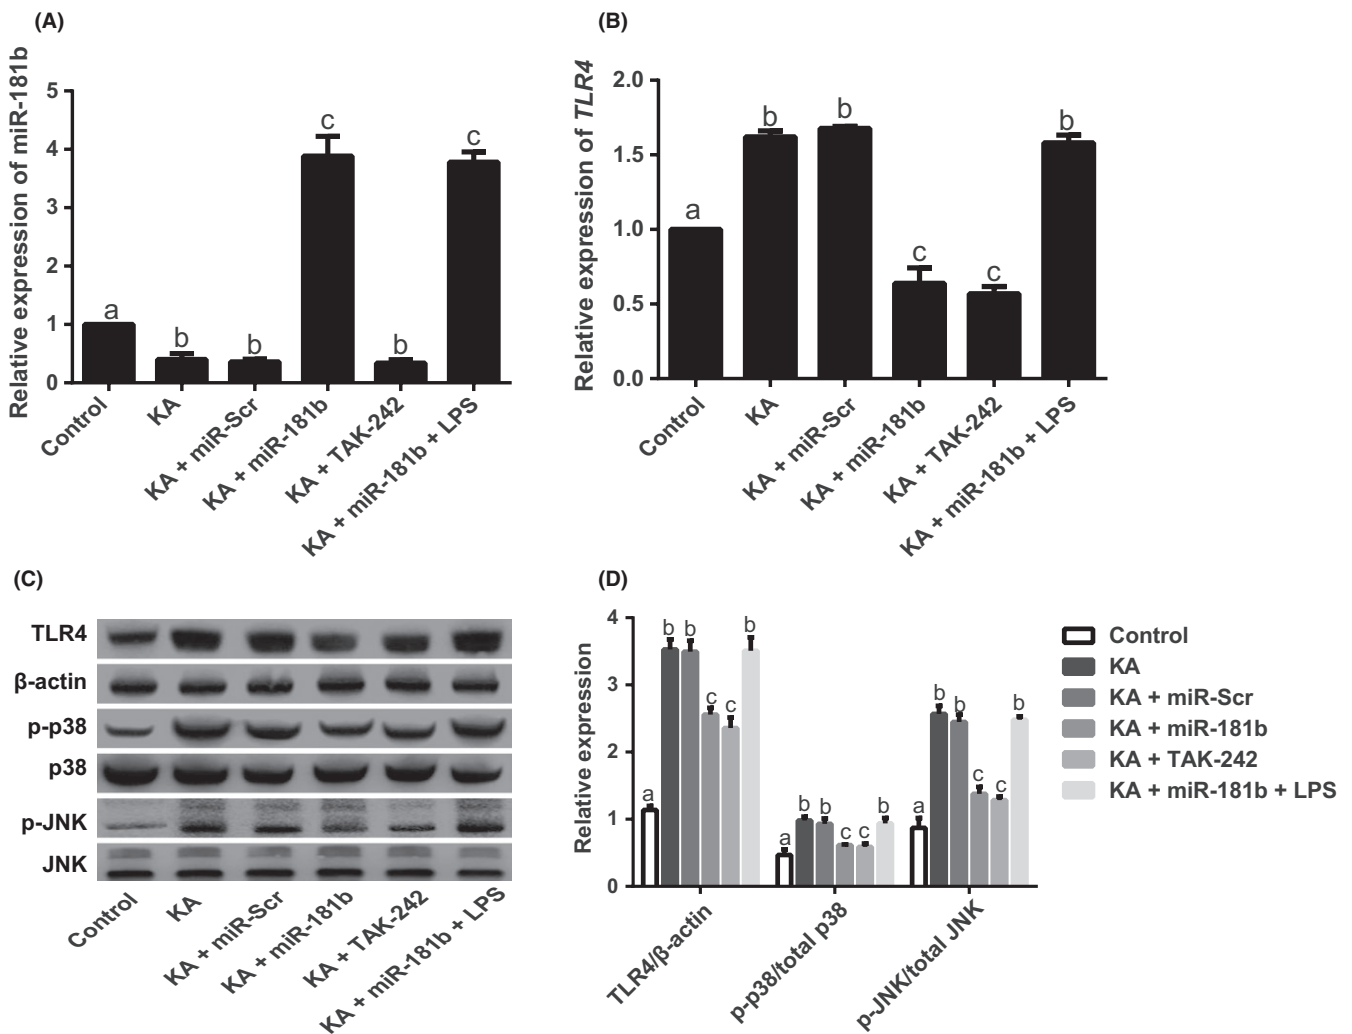 (A)
Relative expression of miR-181b
5
4
3
2
1
0
a
b
b
c
b
c
Control
KA
KA + miR-Scr
KA + miR-181b
KA + TAK-242
KA + miR-181b + LPS
(B)
Relative expression of TLR4
2.0
1.5
1.0
0.5
0.0
a
b
b
c
c
b
Control
KA
KA + miR-Scr
KA + miR-181b
KA + TAK-242
KA + miR-181b + LPS
(C)
TLR4
β-actin
p-p38
p38
p-JNK
JNK
Control
KA
KA + miR-Scr
KA + miR-181b
KA + TAK-242
KA + miR-181b + LPS
(D)
Relative expression
4
3
2
1
0
a
b
b
c
c
b
a
b
b
c
c
b
a
b
b
c
c
b
TLR4/β-actin
p-p38/total p38
p-JNK/total JNK
Control
KA
KA + miR-Scr
KA + miR-181b
KA + TAK-242
KA + miR-181b + LPS